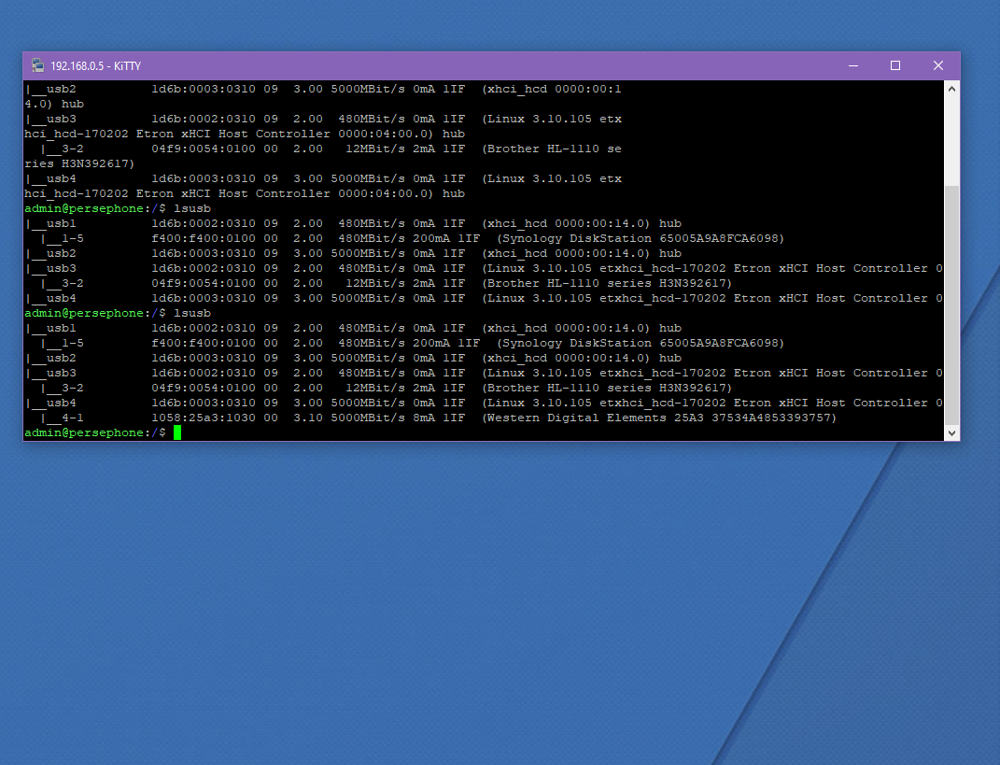 192.168.0.5 - KiTTY
|__usb2          1d6b:0003:0310 09  3.00 5000MBit/s 0mA 1IF  (xhci_hcd 0000:00:1
4.0) hub
|__usb3          1d6b:0002:0310 09  2.00  480MBit/s 0mA 1IF  (Linux 3.10.105 etx
hci_hcd-170202 Etron xHCI Host Controller 0000:04:00.0) hub
  |__3-2         04f9:0054:0100 00  2.00   12MBit/s 2mA 1IF  (Brother HL-1110 se
ries H3N392617)
|__usb4          1d6b:0003:0310 09  3.00 5000MBit/s 0mA 1IF  (Linux 3.10.105 etx
hci_hcd-170202 Etron xHCI Host Controller 0000:04:00.0) hub
admin@persephone:/$ lsusb
|__usb1          1d6b:0002:0310 09  2.00  480MBit/s 0mA 1IF  (xhci_hcd 0000:00:14.0) hub
  |__1-5         f400:f400:0100 00  2.00  480MBit/s 200mA 1IF  (Synology DiskStation 65005A9A8FCA6098)
|__usb2          1d6b:0003:0310 09  3.00 5000MBit/s 0mA 1IF  (xhci_hcd 0000:00:14.0) hub
|__usb3          1d6b:0002:0310 09  2.00  480MBit/s 0mA 1IF  (Linux 3.10.105 etxhci_hcd-170202 Etron xHCI Host Controller 0
  |__3-2         04f9:0054:0100 00  2.00   12MBit/s 2mA 1IF  (Brother HL-1110 series H3N392617)
|__usb4          1d6b:0003:0310 09  3.00 5000MBit/s 0mA 1IF  (Linux 3.10.105 etxhci_hcd-170202 Etron xHCI Host Controller 0
admin@persephone:/$ lsusb
|__usb1          1d6b:0002:0310 09  2.00  480MBit/s 0mA 1IF  (xhci_hcd 0000:00:14.0) hub
  |__1-5         f400:f400:0100 00  2.00  480MBit/s 200mA 1IF  (Synology DiskStation 65005A9A8FCA6098)
|__usb2          1d6b:0003:0310 09  3.00 5000MBit/s 0mA 1IF  (xhci_hcd 0000:00:14.0) hub
|__usb3          1d6b:0002:0310 09  2.00  480MBit/s 0mA 1IF  (Linux 3.10.105 etxhci_hcd-170202 Etron xHCI Host Controller 0
  |__3-2         04f9:0054:0100 00  2.00   12MBit/s 2mA 1IF  (Brother HL-1110 series H3N392617)
|__usb4          1d6b:0003:0310 09  3.00 5000MBit/s 0mA 1IF  (Linux 3.10.105 etxhci_hcd-170202 Etron xHCI Host Controller 0
  |__4-1         1058:25a3:1030 00  3.10 5000MBit/s 8mA 1IF  (Western Digital Elements 25A3 37534A4853393757)
admin@persephone:/$